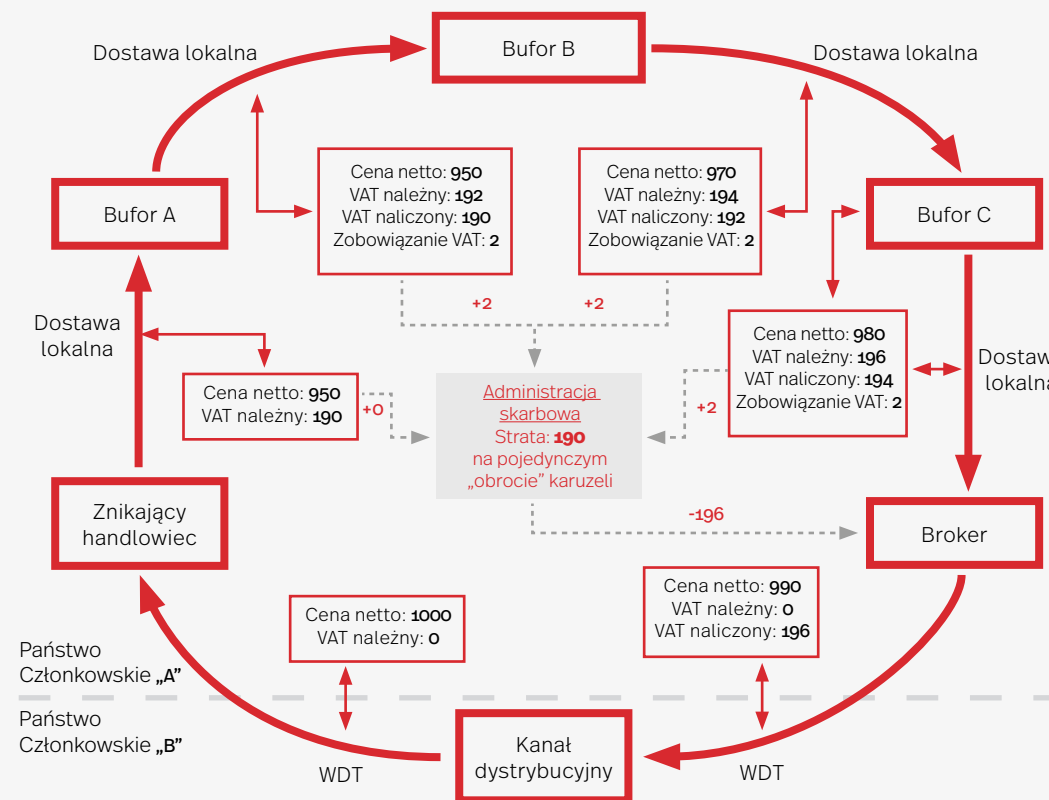 Dostawa lokalna
Bufor B
Dostawa lokalna
Cena netto: 950
VAT należny: 192
VAT naliczony: 190
Zobowiązanie VAT: 2
Cena netto: 970
VAT należny: 194
VAT naliczony: 192
Zobowiązanie VAT: 2
Bufor A
Bufor C
+2
+2
Dostawa
lokalna
Cena netto: 950
VAT należny: 190
+0
Administracja
skarbowa
Strata: 190
na pojedynczym
„obrocie” karuzeli
+2
Cena netto: 980
VAT należny: 196
VAT naliczony: 194
Zobowiązanie VAT: 2
Dostawa
lokalna
Znikający
handlowiec
-196
Broker
Cena netto: 1000
VAT należny: 0
Cena netto: 990
VAT należny: 0
VAT naliczony: 196
Państwo
Członkowskie „A”
Państwo
Członkowskie „B”
WDT
Kanał
dystrybucyjny
WDT